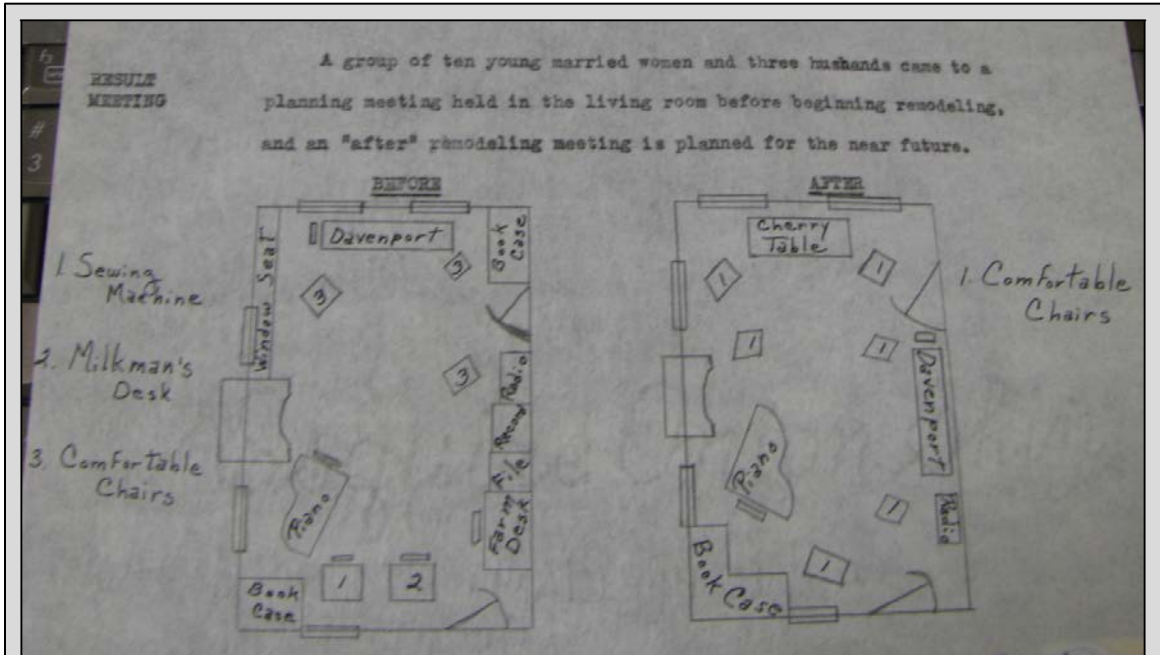 RESULT
MEETING
A group of ten young married women and three husbands came to a
planning meeting held in the living room before beginning remodeling,
and an "after" remodeling meeting is planned for the near future.
BEFORE
1. Sewing
Machine
2. Milkman's
Desk
3. Comfortable
Chairs
Window Seat
Davenport
Book
Case
3
3
3
Radio
Record
File
Farm
Desk
Piano
Book
Case
1
2
AFTER
Cherry
Table
1
1
1
1
Davenport
Piano
1
Radio
1
Book Case
1. Comfortable
Chairs
f3
#
3